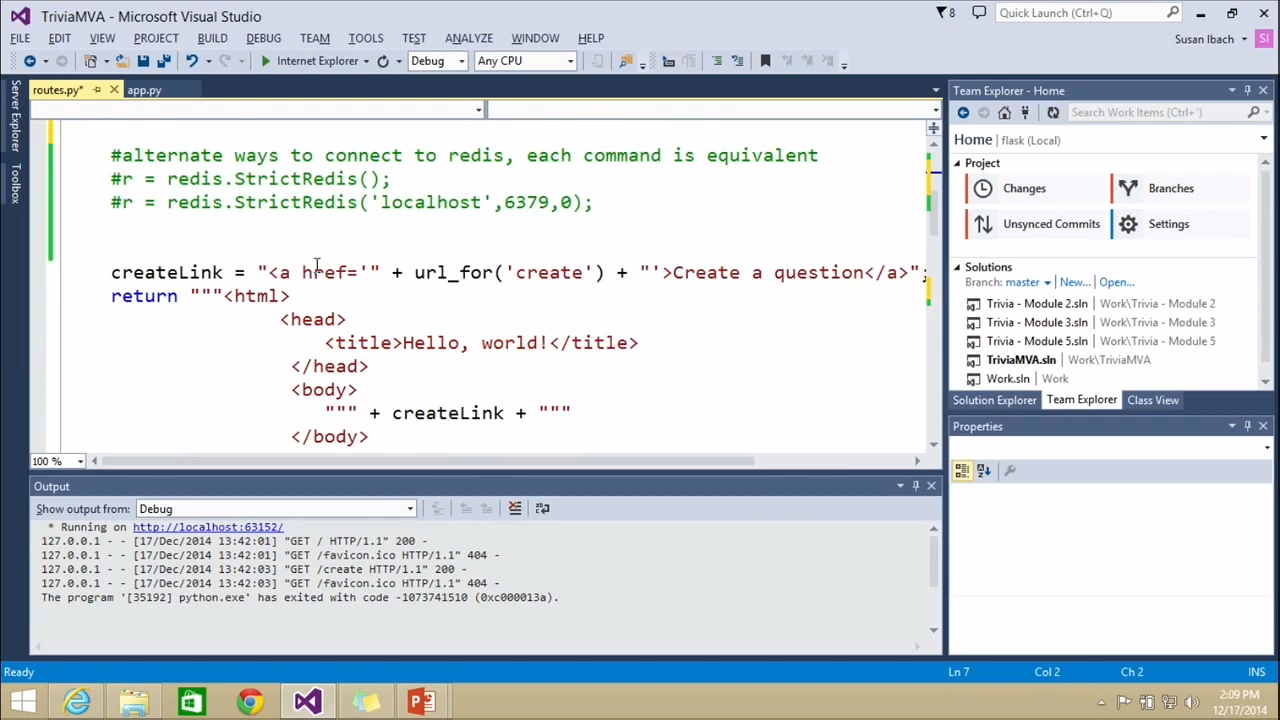 TriviaMVA - Microsoft Visual Studio
8
Quick Launch (Ctrl+Q)
FILE EDIT VIEW PROJECT BUILD DEBUG TEAM TOOLS TEST ANALYZE WINDOW HELP
Susan Ibach
SI
Internet Explorer
Debug
Any CPU
Server Explorer
Toolbox
routes.py*
app.py
#alternate ways to connect to redis, each command is equivalent
#r = redis.StrictRedis();
#r = redis.StrictRedis('localhost',6379,0);
createLink = "<a href='" + url_for('create') + "'>Create a question</a>";
return """<html>
<head>
<title>Hello, world!</title>
</head>
<body>
""" + createLink + """
</body>
100 %
Output
Show output from: Debug
* Running on http://localhost:63152/
127.0.0.1 - - [17/Dec/2014 13:42:01] "GET / HTTP/1.1" 200 -
127.0.0.1 - - [17/Dec/2014 13:42:01] "GET /favicon.ico HTTP/1.1" 404 -
127.0.0.1 - - [17/Dec/2014 13:42:03] "GET /create HTTP/1.1" 200 -
127.0.0.1 - - [17/Dec/2014 13:42:03] "GET /favicon.ico HTTP/1.1" 404 -
The program '[35192] python.exe' has exited with code -1073741510 (0xc000013a).
Team Explorer - Home
Search Work Items (Ctrl+')
Home flask (Local)
Project
Changes
Branches
Unsynced Commits
Settings
Solutions
Branch: master New... Open...
Trivia - Module 2.sln Work\Trivia - Module 2
Trivia - Module 3.sln Work\Trivia - Module 3
Trivia - Module 5.sln Work\Trivia - Module 5
TriviaMVA.sln Work\TriviaMVA
Work.sln Work
Solution Explorer Team Explorer Class View
Properties
Ready
Ln 7
Col 2
Ch 2
INS
2:09 PM
12/17/2014